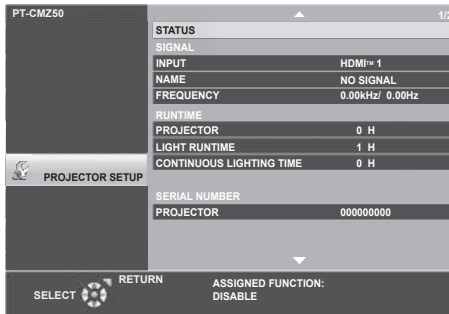 PT-CMZ50
1/2
STATUS
SIGNAL
INPUT HDMI™ 1
NAME NO SIGNAL
FREQUENCY 0.00kHz/ 0.00Hz
RUNTIME
PROJECTOR 0 H
LIGHT RUNTIME 1 H
CONTINUOUS LIGHTING TIME 0 H
PROJECTOR SETUP
SERIAL NUMBER
PROJECTOR 000000000
RETURN
SELECT
ASSIGNED FUNCTION:
DISABLE